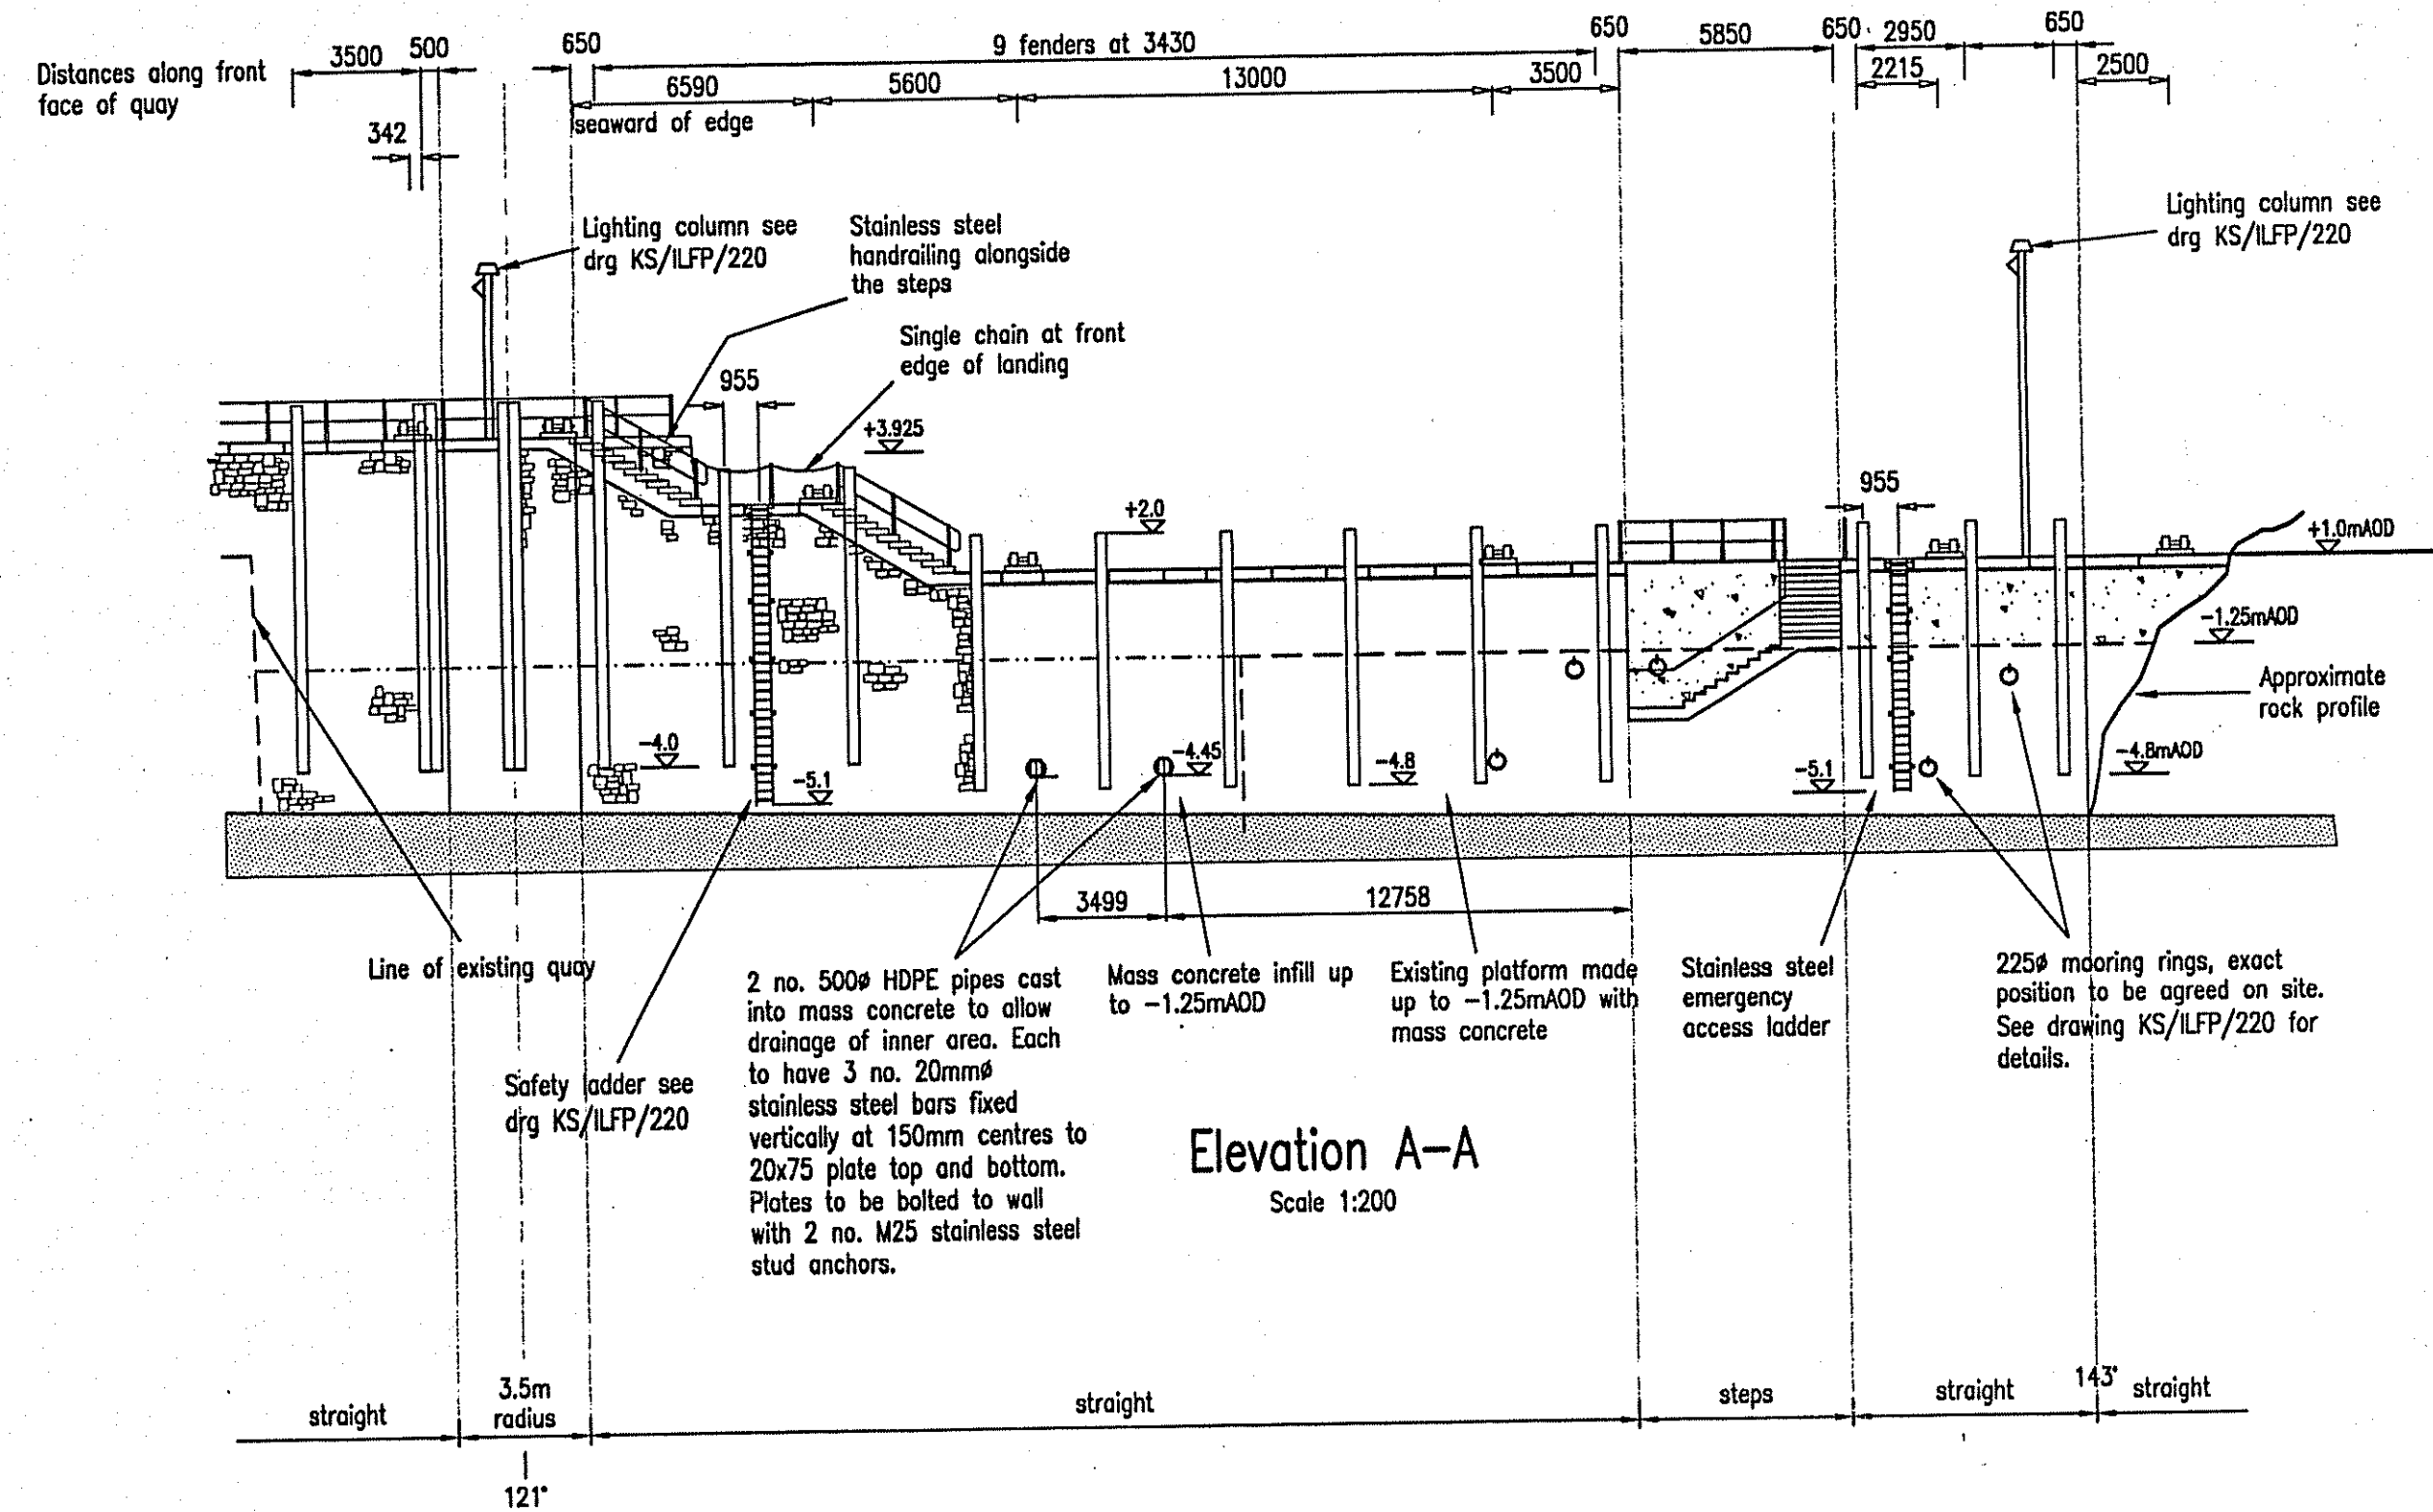 Distances along front
face of quay
3500
500
650
9 fenders at 3430
650
5850
650
2950
650
6590
5600
13000
3500
2215
2500
seaward of edge
342
Lighting column see
drg KS/ILFP/220
Stainless steel
handrailing alongside
the steps
Single chain at front
edge of landing
Lighting column see
drg KS/ILFP/220
955
+3.925
+2.0
955
+1.0mAOD
-1.25mAOD
Approximate
rock profile
-4.0
-5.1
-4.45
-4.8
-5.1
-4.8mAOD
3499
12758
Line of existing quay
Safety ladder see
drg KS/ILFP/220
2 no. 500ø HDPE pipes cast
into mass concrete to allow
drainage of inner area. Each
to have 3 no. 20mmø
stainless steel bars fixed
vertically at 150mm centres to
20x75 plate top and bottom.
Plates to be bolted to wall
with 2 no. M25 stainless steel
stud anchors.
Mass concrete infill up
to -1.25mAOD
Existing platform made
up to -1.25mAOD with
mass concrete
Stainless steel
emergency
access ladder
225ø mooring rings, exact
position to be agreed on site.
See drawing KS/ILFP/220 for
details.
Elevation A-A
Scale 1:200
straight
3.5m
radius
straight
steps
straight
143°
straight
121°